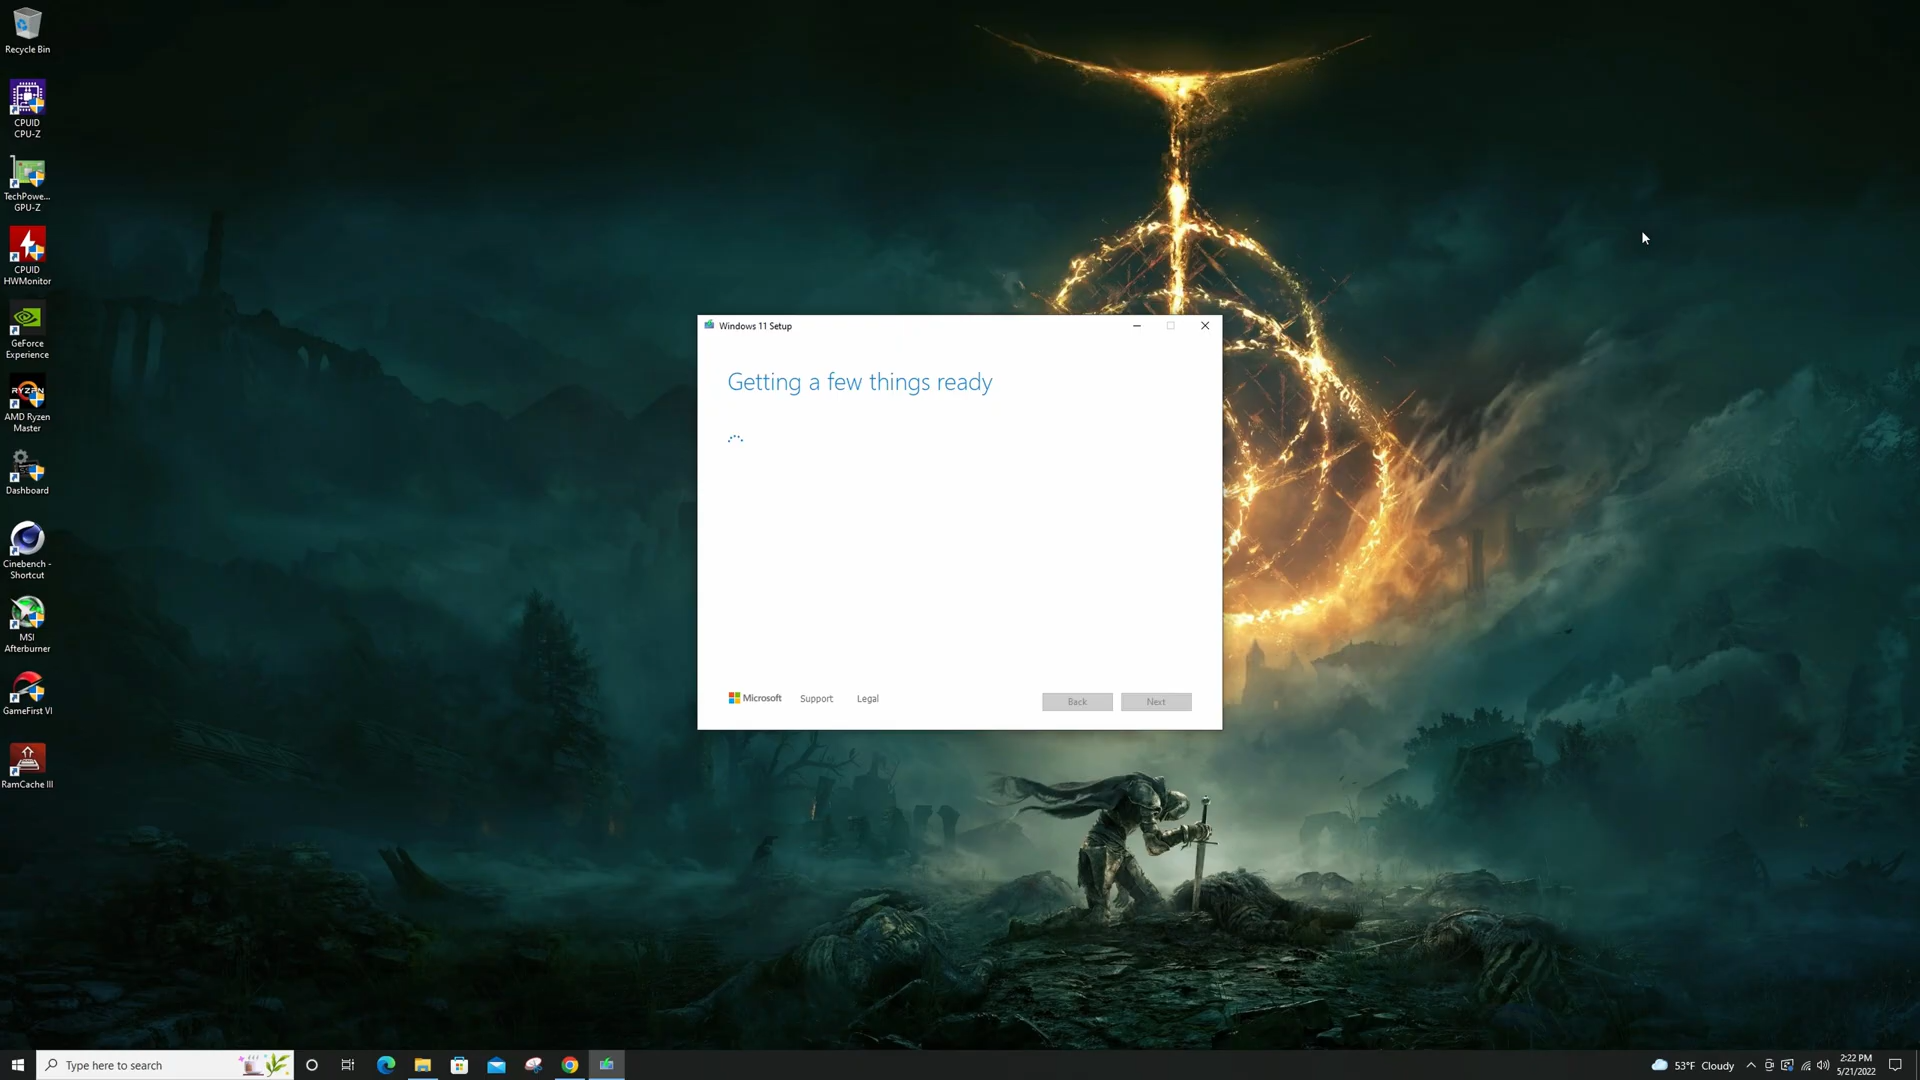 Recycle Bin
CPUID
CPU-Z
TechPowe...
GPU-Z
CPUID
HWMonitor
GeForce
Experience
RYZEN
AMD Ryzen
Master
Dashboard
Cinebench -
Shortcut
MSI
Afterburner
GameFirst VI
RamCache III
Windows 11 Setup
Getting a few things ready
Microsoft
Support
Legal
Back
Next
Type here to search
53°F Cloudy
2:22 PM
5/21/2022